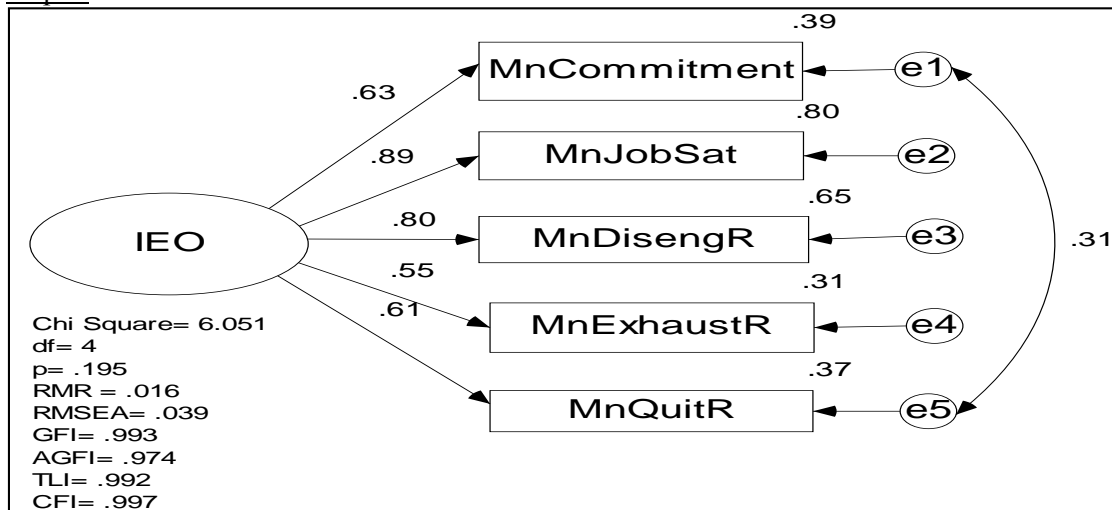 .39
MnCommitment
e1
.63
.80
MnJobSat
e2
.89
.65
.80
MnDisengR
e3
IEO
.31
.55
.31
.61
MnExhaustR
e4
.37
MnQuitR
e5
Chi Square= 6.051
df= 4
p= .195
RMR = .016
RMSEA= .039
GFI= .993
AGFI= .974
TLI= .992
CFI= .997